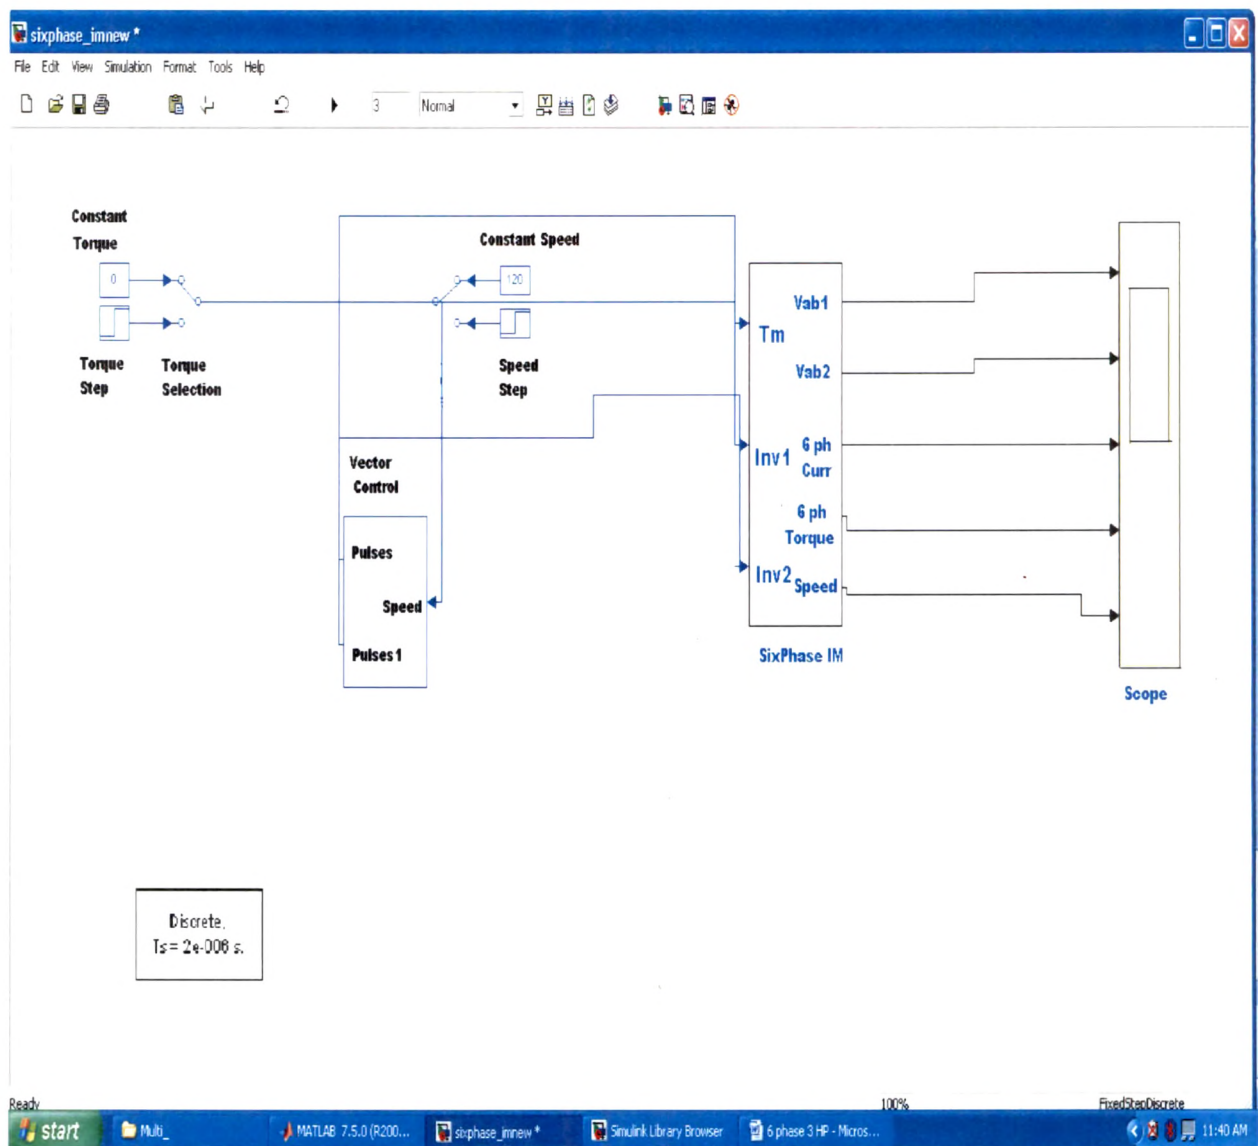 sixphase_imnew *
File Edit View Simulation Format Tools Help
3 Normal
Constant
Torque
0
Torque
Step
Torque
Selection
Constant Speed
120
Speed
Step
Vector
Control
Pulses
Speed
Pulses1
Vab1
Tm
Vab2
6 ph
Curr
Inv1
6 ph
Torque
Inv2
Speed
SixPhase IM
Scope
Discrete,
Ts = 2e-006 s.
Ready 100% FixedStepDiscrete
start Multi_ MATLAB 7.5.0 (R200... sixphase_imnew * Simulink Library Browser 6 phase 3 HP - Micros... 11:40 AM